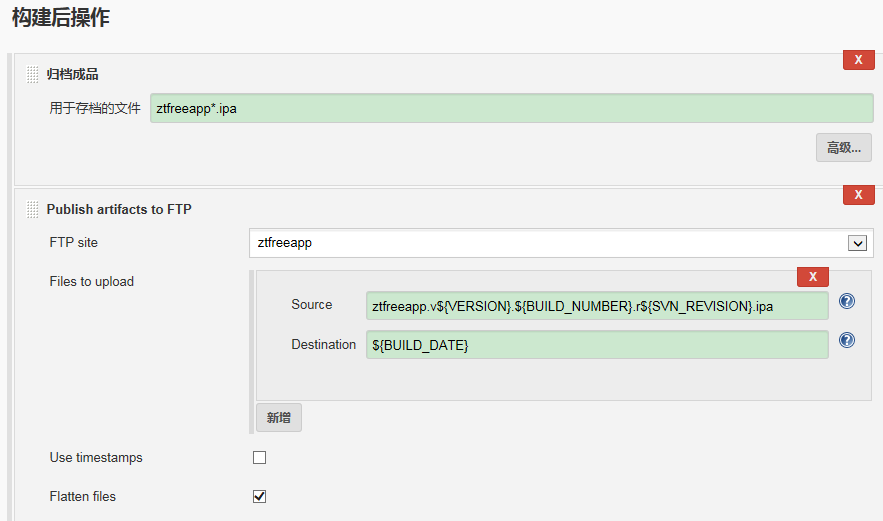 构建后操作
X
归档成品
用于存档的文件 ztfreeapp*.ipa
高级...
X
Publish artifacts to FTP
FTP site ztfreeapp
Files to upload
X
Source ztfreeapp.v${VERSION}.${BUILD_NUMBER}.r${SVN_REVISION}.ipa ?
Destination ${BUILD_DATE} ?
新增
Use timestamps
Flatten files